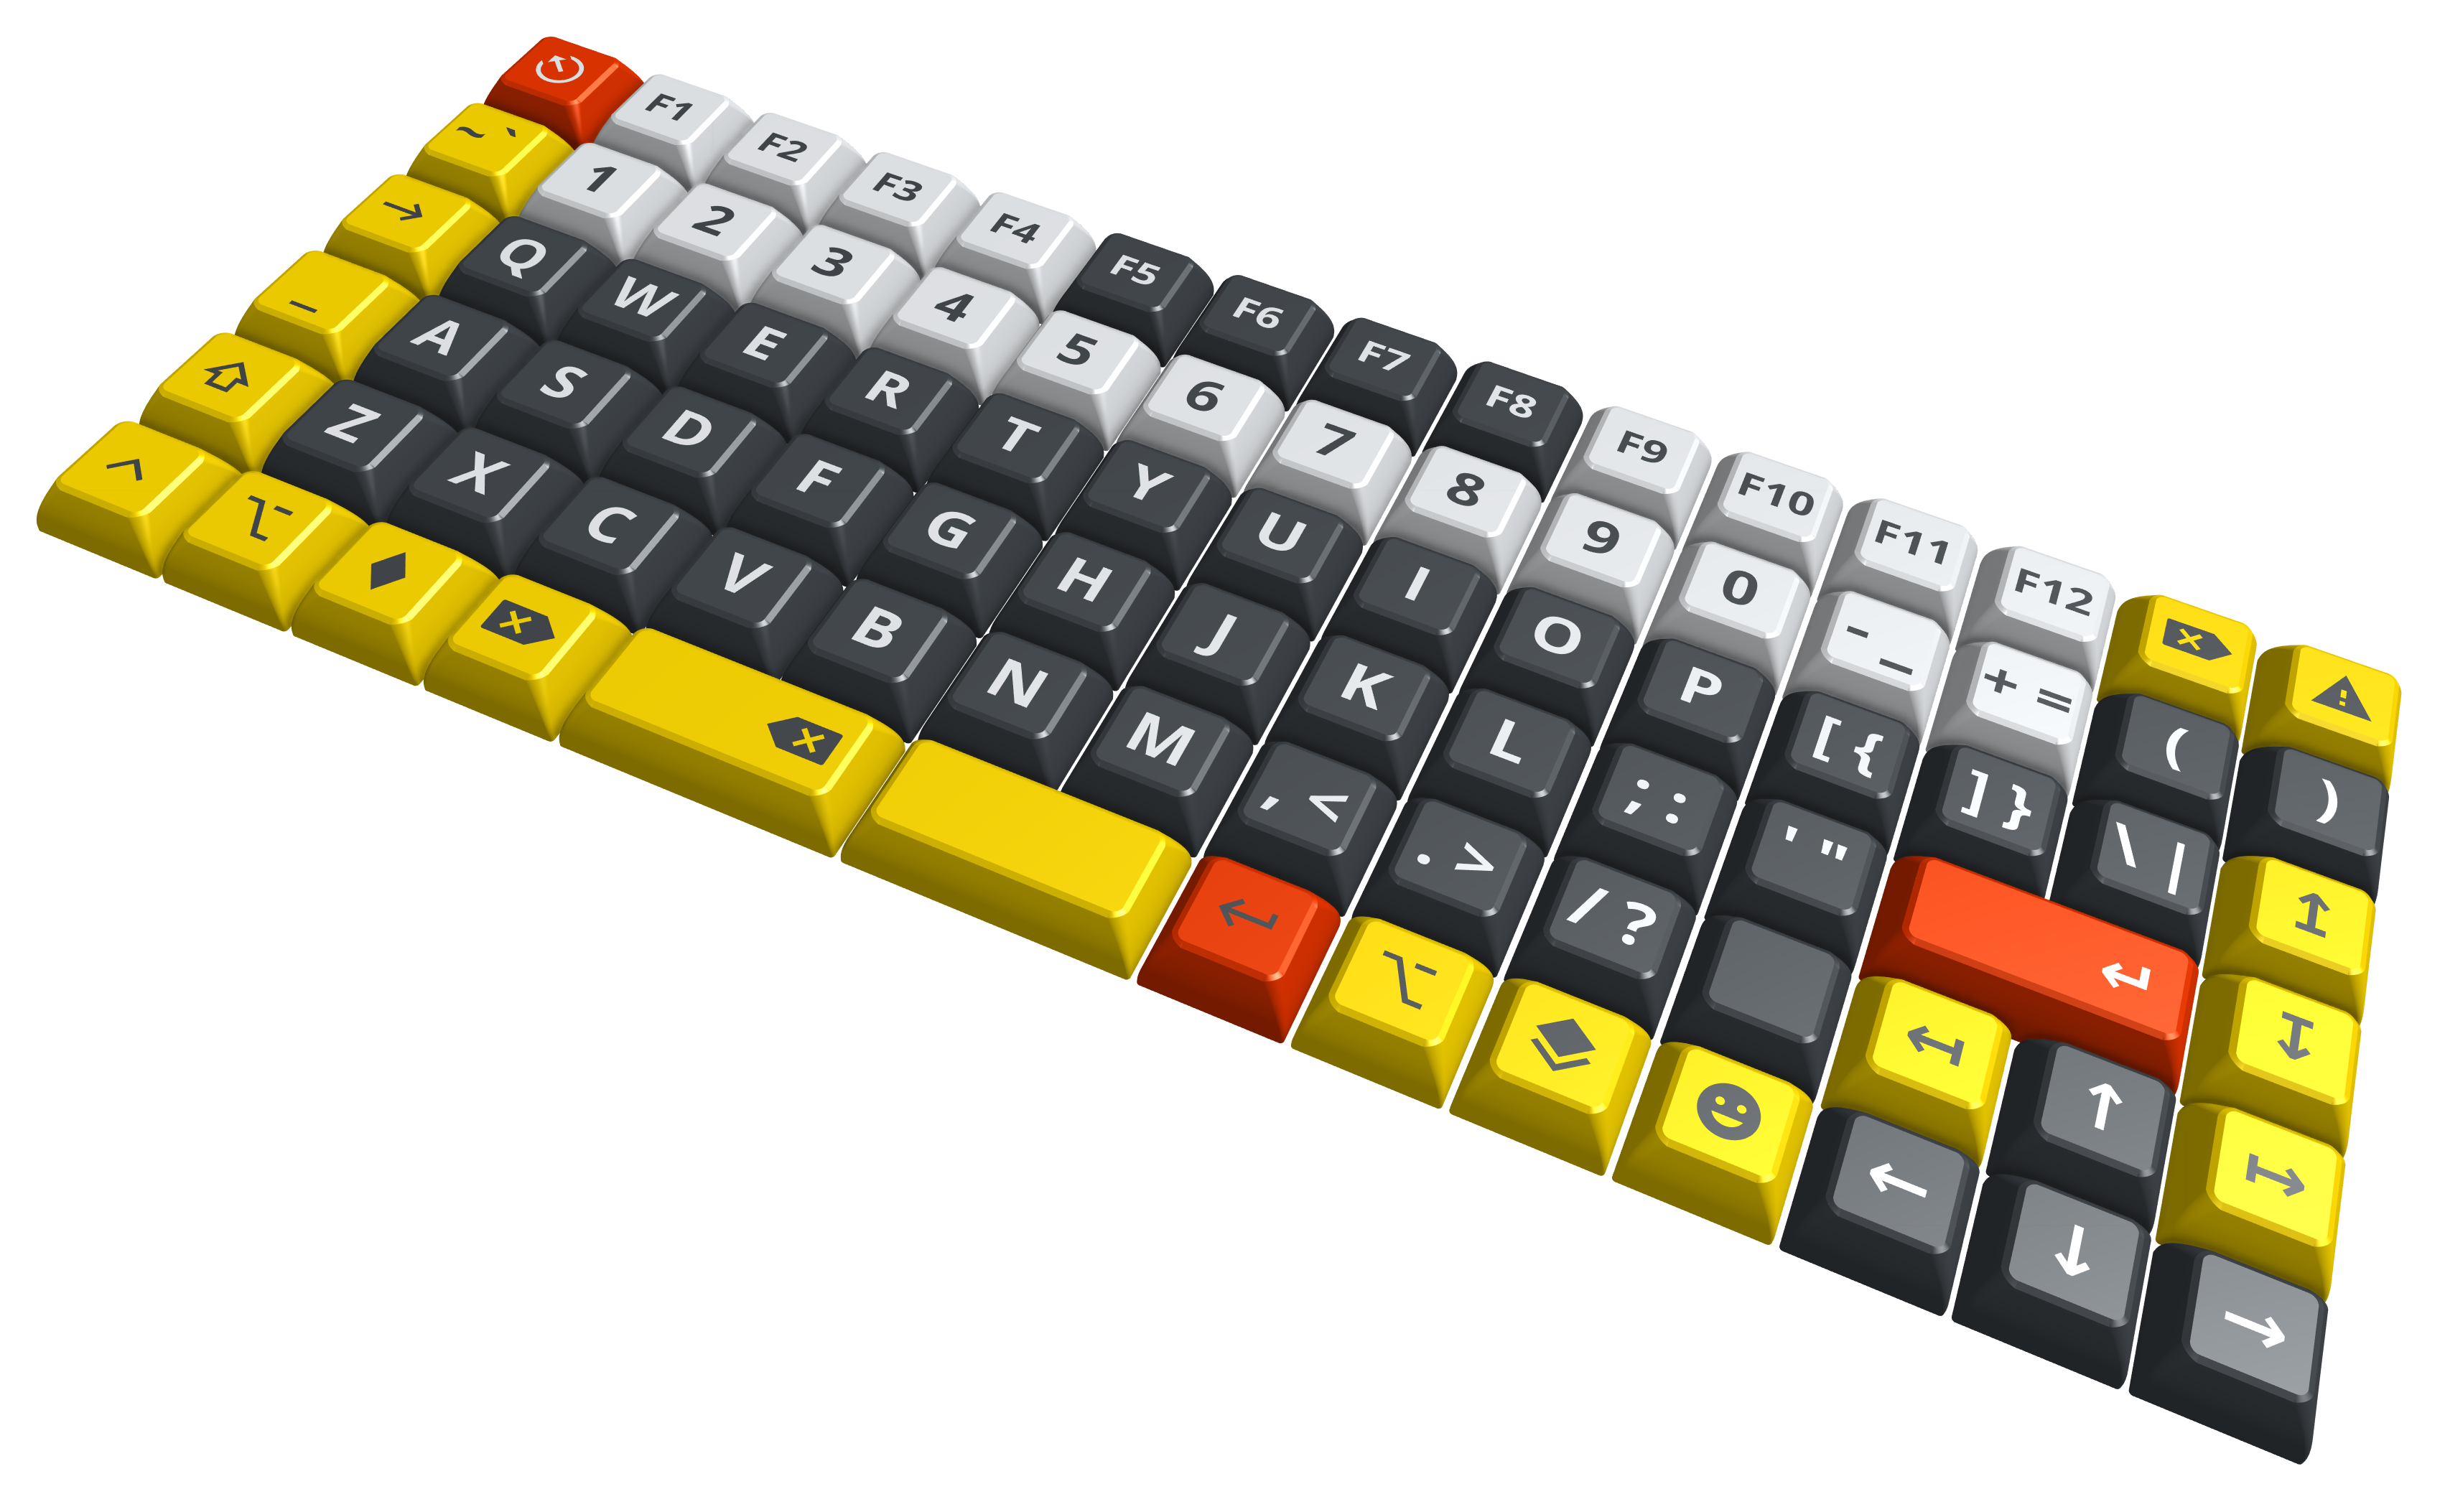 F1 F2 F3 F4 F5 F6 F7 F8 F9 F10 F11 F12
~ ` 1 2 3 4 5 6 7 8 9 0 - _ + =
→ Q W E R T Y U I O P [ { ] } ( )
_ A S D F G H J K L ; : ' " \ |
Z X C V B N M , < . > / ? ↥
^ ⌥ ◆ ⌫ ⌫ ↵ ⌥ ↤ ↑ ↧
← ↓ ↦
→